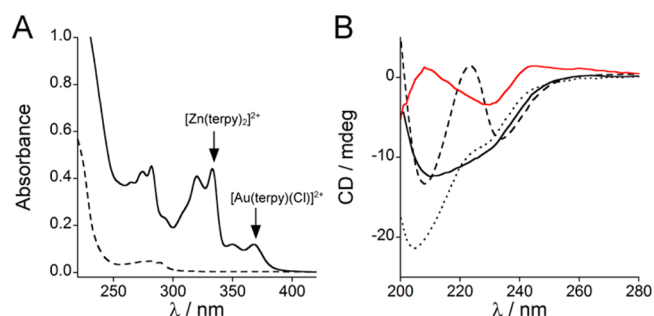 A
Absorbance
1.0
0.8
0.6
0.4
0.2
0.0
[Zn(terpy)₂]²⁺
[Au(terpy)(Cl)]²⁺
250 300 350 400
λ / nm
B
CD / mdeg
0
-10
-20
200 220 240 260 280
λ / nm